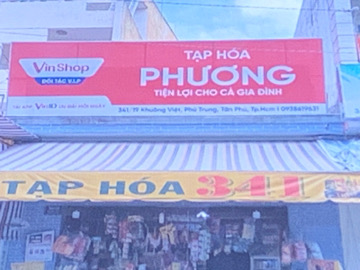 VinShop
ĐỐI TÁC V.I.P
TẠP HÓA
PHƯƠNG
TIỆN LỢI CHO CẢ GIA ĐÌNH
341/19 Khuông Việt, Phú Trung, Tân Phú, Tp.Hcm | 0938619631
TẠP HÓA 341